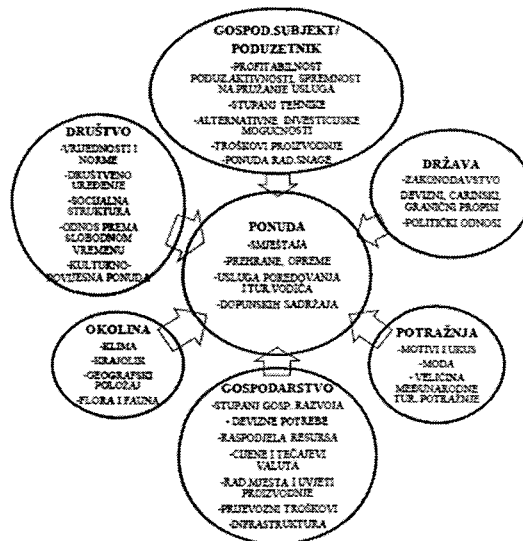 GOSPOD.SUBJEKT/
PODUZETNIK
-PROFITABILNOST
PODUZ.AKTIVNOSTI, SPREMNOST
NA PRUŽANJE USLUGA
-STUPANJ TEHNIKE
-ALTERNATIVNE INVESTICIJSKE
MOGUĆNOSTI
-TROŠKOVI PROIZVODNJE
-PONUDA RAD.SNAGE
DRUŠTVO
-VRIJEDNOSTI I
NORME
-DRUŠTVENO
UREĐENJE
-SOCIJALNA
STRUKTURA
-ODNOS PREMA
SLOBODNOM
VREMENU
-KULTURNO-
POVIJESNA PONUDA
DRŽAVA
-ZAKONODAVSTVO
DEVIZNI, CARINSKI,
GRANIČNI PROPISI
-POLITIČKI ODNOSI
PONUDA
-SMJEŠTAJA
-PREHRANE, OPREME
-USLUGA POREDOVANJA
I TUR.VODIČA
-DOPUNSKIH SADRŽAJA
OKOLINA
-KLIMA
-KRAJOLIK
-GEOGRAFSKI
POLOŽAJ
-FLORA I FAUNA
POTRAŽNJA
-MOTIVI I UKUS
-MODA
-VELIČINA
MEĐUNARODNE
TUR. POTRAŽNJE
GOSPODARSTVO
-STUPANJ GOSP. RAZVOJA
- DEVIZNE POTREBE
-RASPODJELA RESURSA
-CIJENE I TEČAJEVI
VALUTA
-RAD.MJESTA I UVJETI
PROIZVODNJE
-PRIJEVOZNI TROŠKOVI
-INFRASTRUKTURA